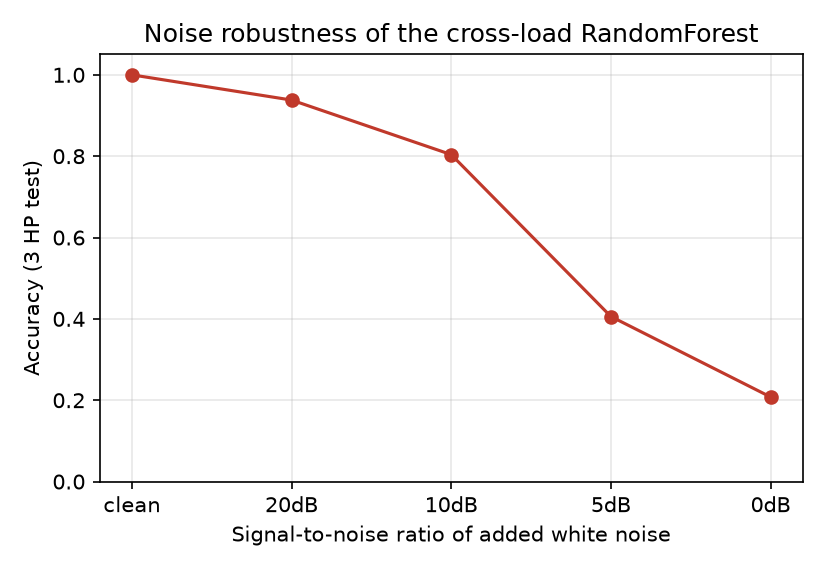 Noise robustness of the cross-load RandomForest
Accuracy (3 HP test)
1.0
0.8
0.6
0.4
0.2
0.0
clean 20dB 10dB 5dB 0dB
Signal-to-noise ratio of added white noise